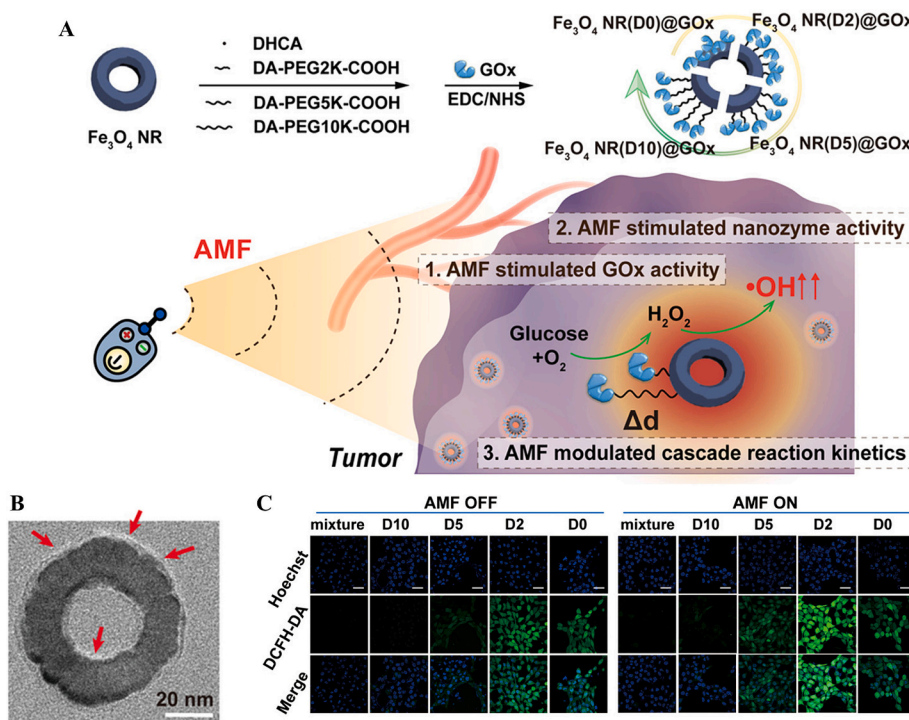 A
DHCA
DA-PEG2K-COOH
DA-PEG5K-COOH
DA-PEG10K-COOH
Fe₃O₄ NR
GOx
EDC/NHS
Fe₃O₄ NR(D0)@GOx
Fe₃O₄ NR(D2)@GOx
Fe₃O₄ NR(D10)@GOx
Fe₃O₄ NR(D5)@GOx
AMF
2. AMF stimulated nanozyme activity
1. AMF stimulated GOx activity
•OH↑↑
H₂O₂
Glucose
+O₂
Δd
Tumor
3. AMF modulated cascade reaction kinetics
B
20 nm
C
AMF OFF
AMF ON
mixture D10 D5 D2 D0
mixture D10 D5 D2 D0
Hoechst
DCFH-DA
Merge